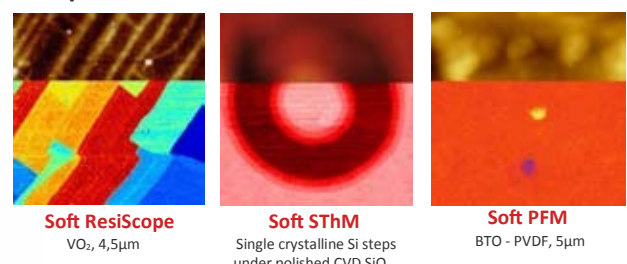 Soft ResiScope
VO₂, 4,5µm
Soft SThM
Single crystalline Si steps
under polished CVD SiO
Soft PFM
BTO - PVDF, 5µm